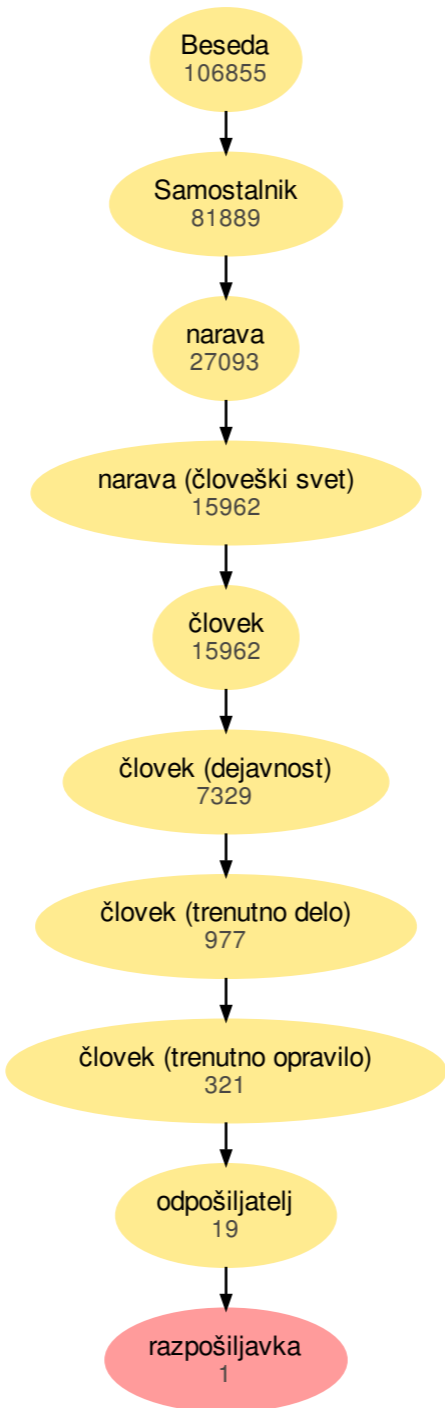 Beseda
106855
Samostalnik
81889
narava
27093
narava (človeški svet)
15962
človek
15962
človek (dejavnost)
7329
človek (trenutno delo)
977
človek (trenutno opravilo)
321
odpošiljatelj
19
razpošiljavka
1